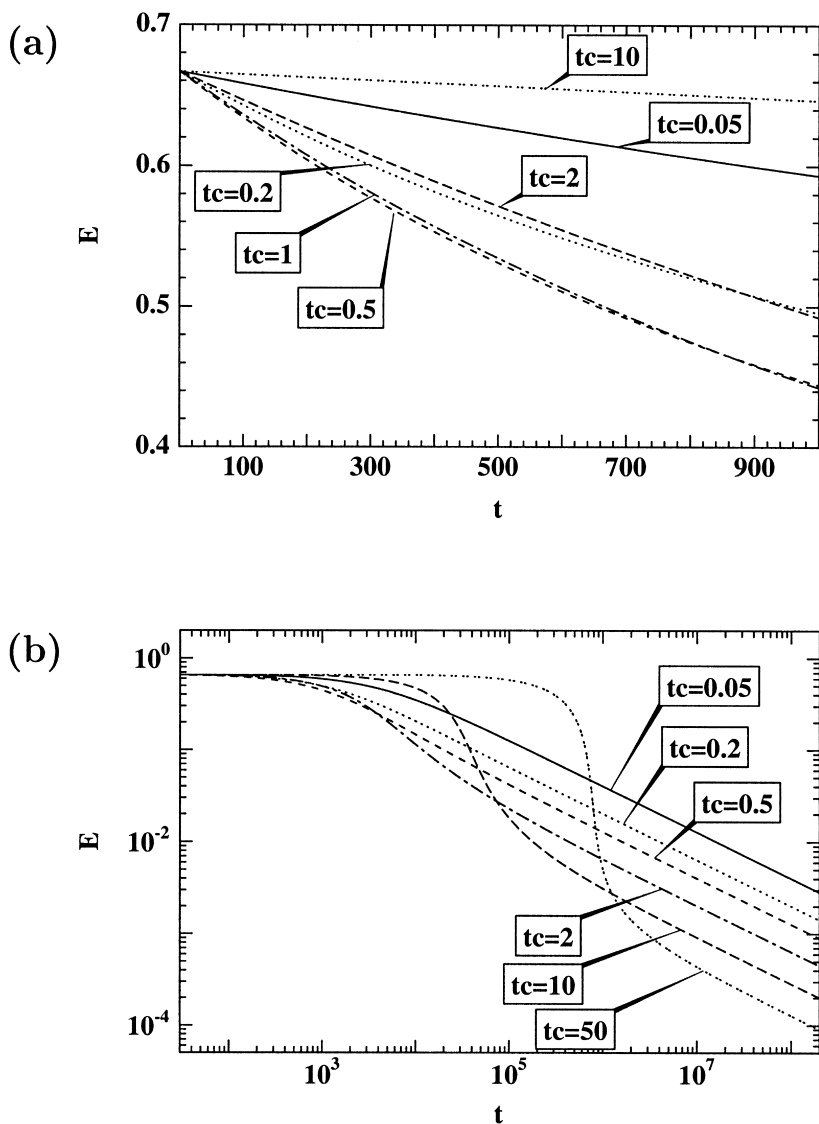 (a)
0.7
0.6
0.5
0.4
E
tc=10
tc=0.05
tc=0.2
tc=2
tc=1
tc=0.5
100 300 500 700 900
t
(b)
10^0
10^-2
10^-4
E
tc=0.05
tc=0.2
tc=0.5
tc=2
tc=10
tc=50
10^3 10^5 10^7
t